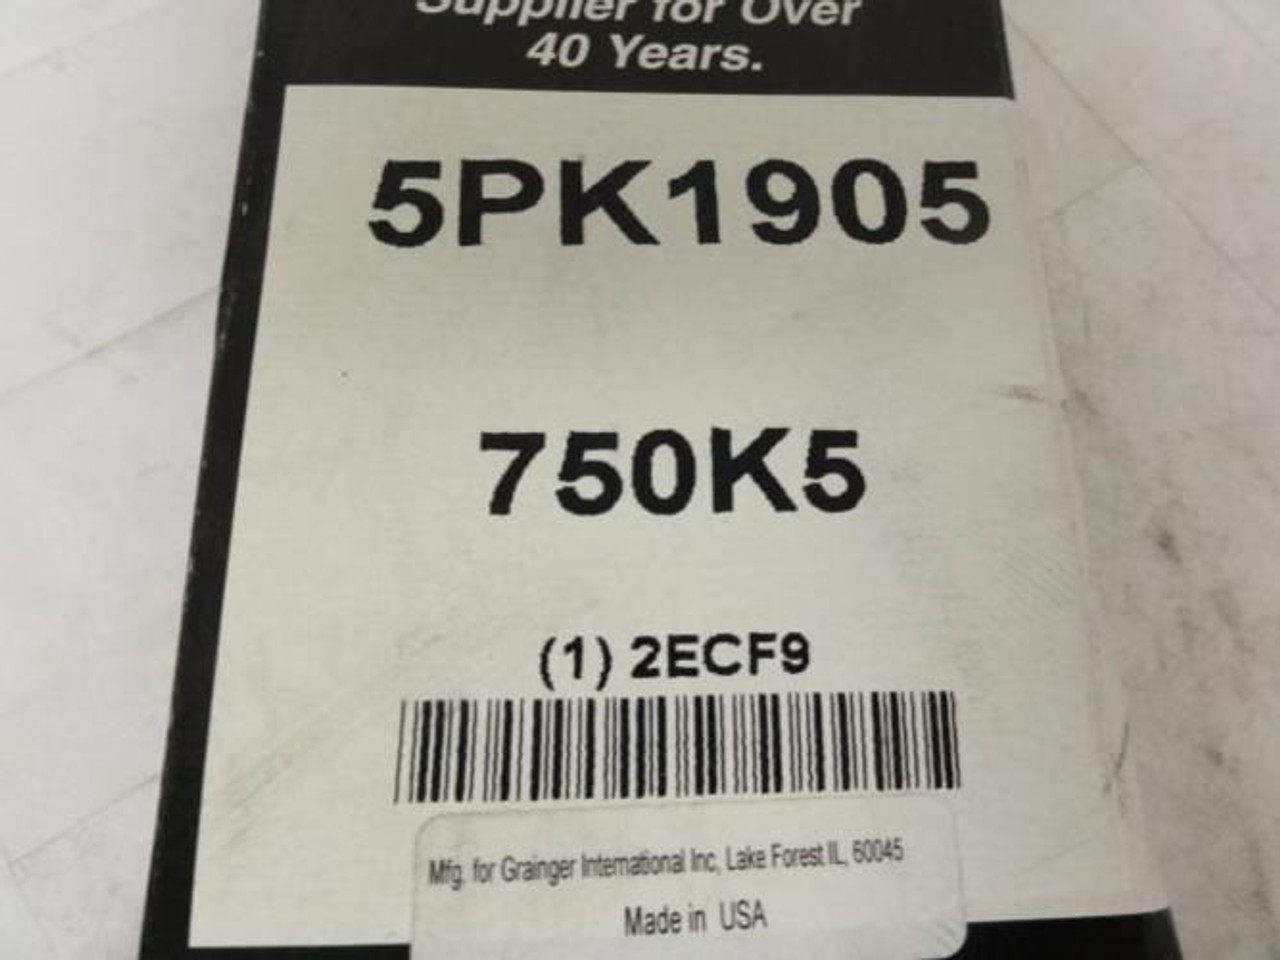 Supplier for Over
40 Years.
5PK1905
750K5
(1) 2ECF9
Mfg. for Grainger International Inc, Lake Forest IL, 60045
Made in USA